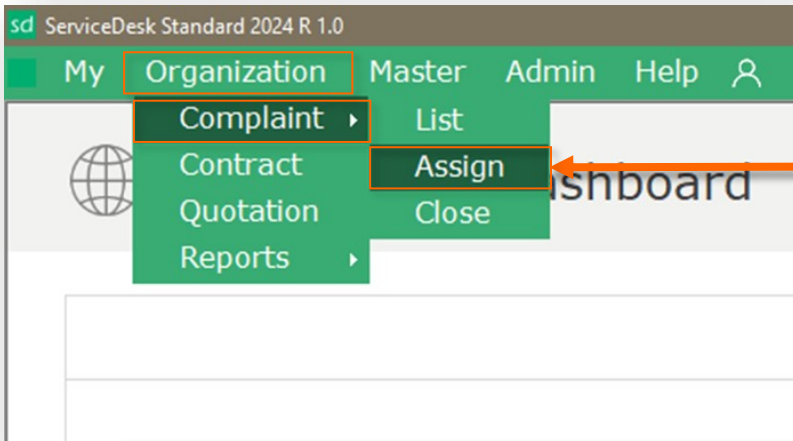 sd ServiceDesk Standard 2024 R 1.0
My Organization Master Admin Help
Complaint List
Contract Assign
Quotation Close
Reports